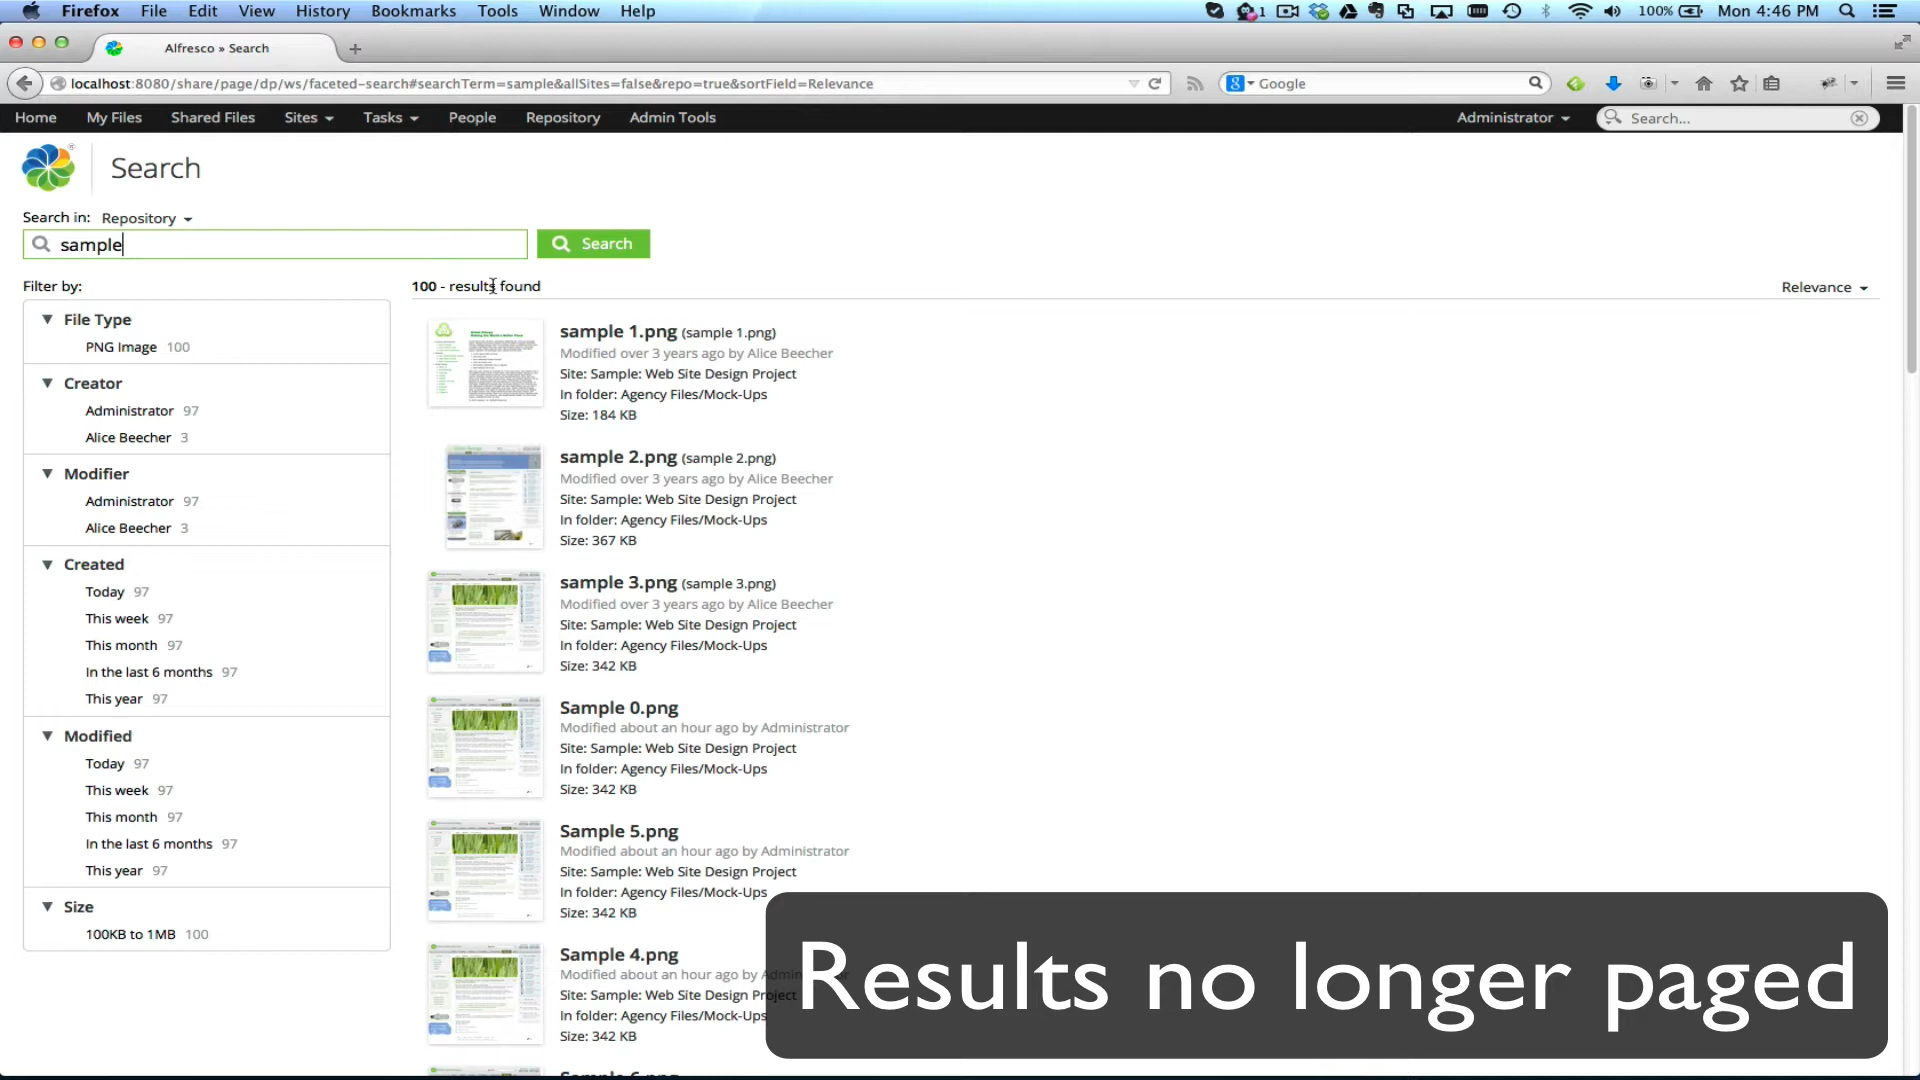 Firefox File Edit View History Bookmarks Tools Window Help 1 100% Mon 4:46 PM
Alfresco » Search
localhost:8080/share/page/dp/ws/faceted-search#searchTerm=sample&allSites=false&repo=true&sortField=Relevance Google
Home My Files Shared Files Sites Tasks People Repository Admin Tools Administrator Search...
Search
Search in: Repository
sample Search
Filter by:
100 - results found Relevance
File Type
PNG Image 100
Creator
Administrator 97
Alice Beecher 3
Modifier
Administrator 97
Alice Beecher 3
Created
Today 97
This week 97
This month 97
In the last 6 months 97
This year 97
Modified
Today 97
This week 97
This month 97
In the last 6 months 97
This year 97
Size
100KB to 1MB 100
sample 1.png (sample 1.png)
Modified over 3 years ago by Alice Beecher
Site: Sample: Web Site Design Project
In folder: Agency Files/Mock-Ups
Size: 184 KB
sample 2.png (sample 2.png)
Modified over 3 years ago by Alice Beecher
Site: Sample: Web Site Design Project
In folder: Agency Files/Mock-Ups
Size: 367 KB
sample 3.png (sample 3.png)
Modified over 3 years ago by Alice Beecher
Site: Sample: Web Site Design Project
In folder: Agency Files/Mock-Ups
Size: 342 KB
Sample 0.png
Modified about an hour ago by Administrator
Site: Sample: Web Site Design Project
In folder: Agency Files/Mock-Ups
Size: 342 KB
Sample 5.png
Modified about an hour ago by Administrator
Site: Sample: Web Site Design Project
In folder: Agency Files/Mock-Ups
Size: 342 KB
Sample 4.png
Modified about an hour ago by Administrator
Site: Sample: Web Site Design Project
In folder: Agency Files/Mock-Ups
Size: 342 KB
Results no longer paged